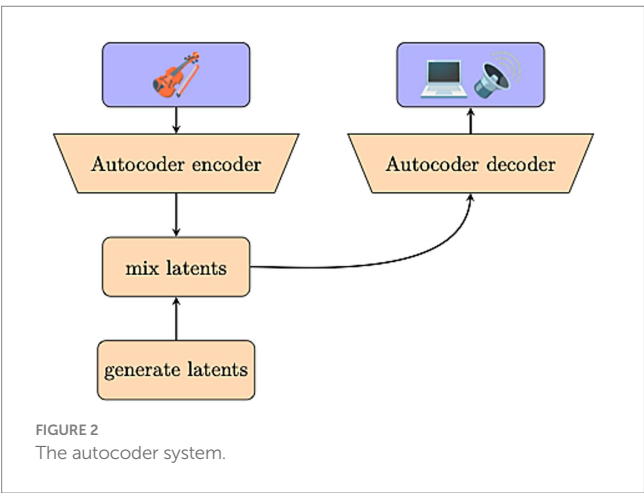 Autocoder encoder
Autocoder decoder
mix latents
generate latents
FIGURE 2
The autocoder system.